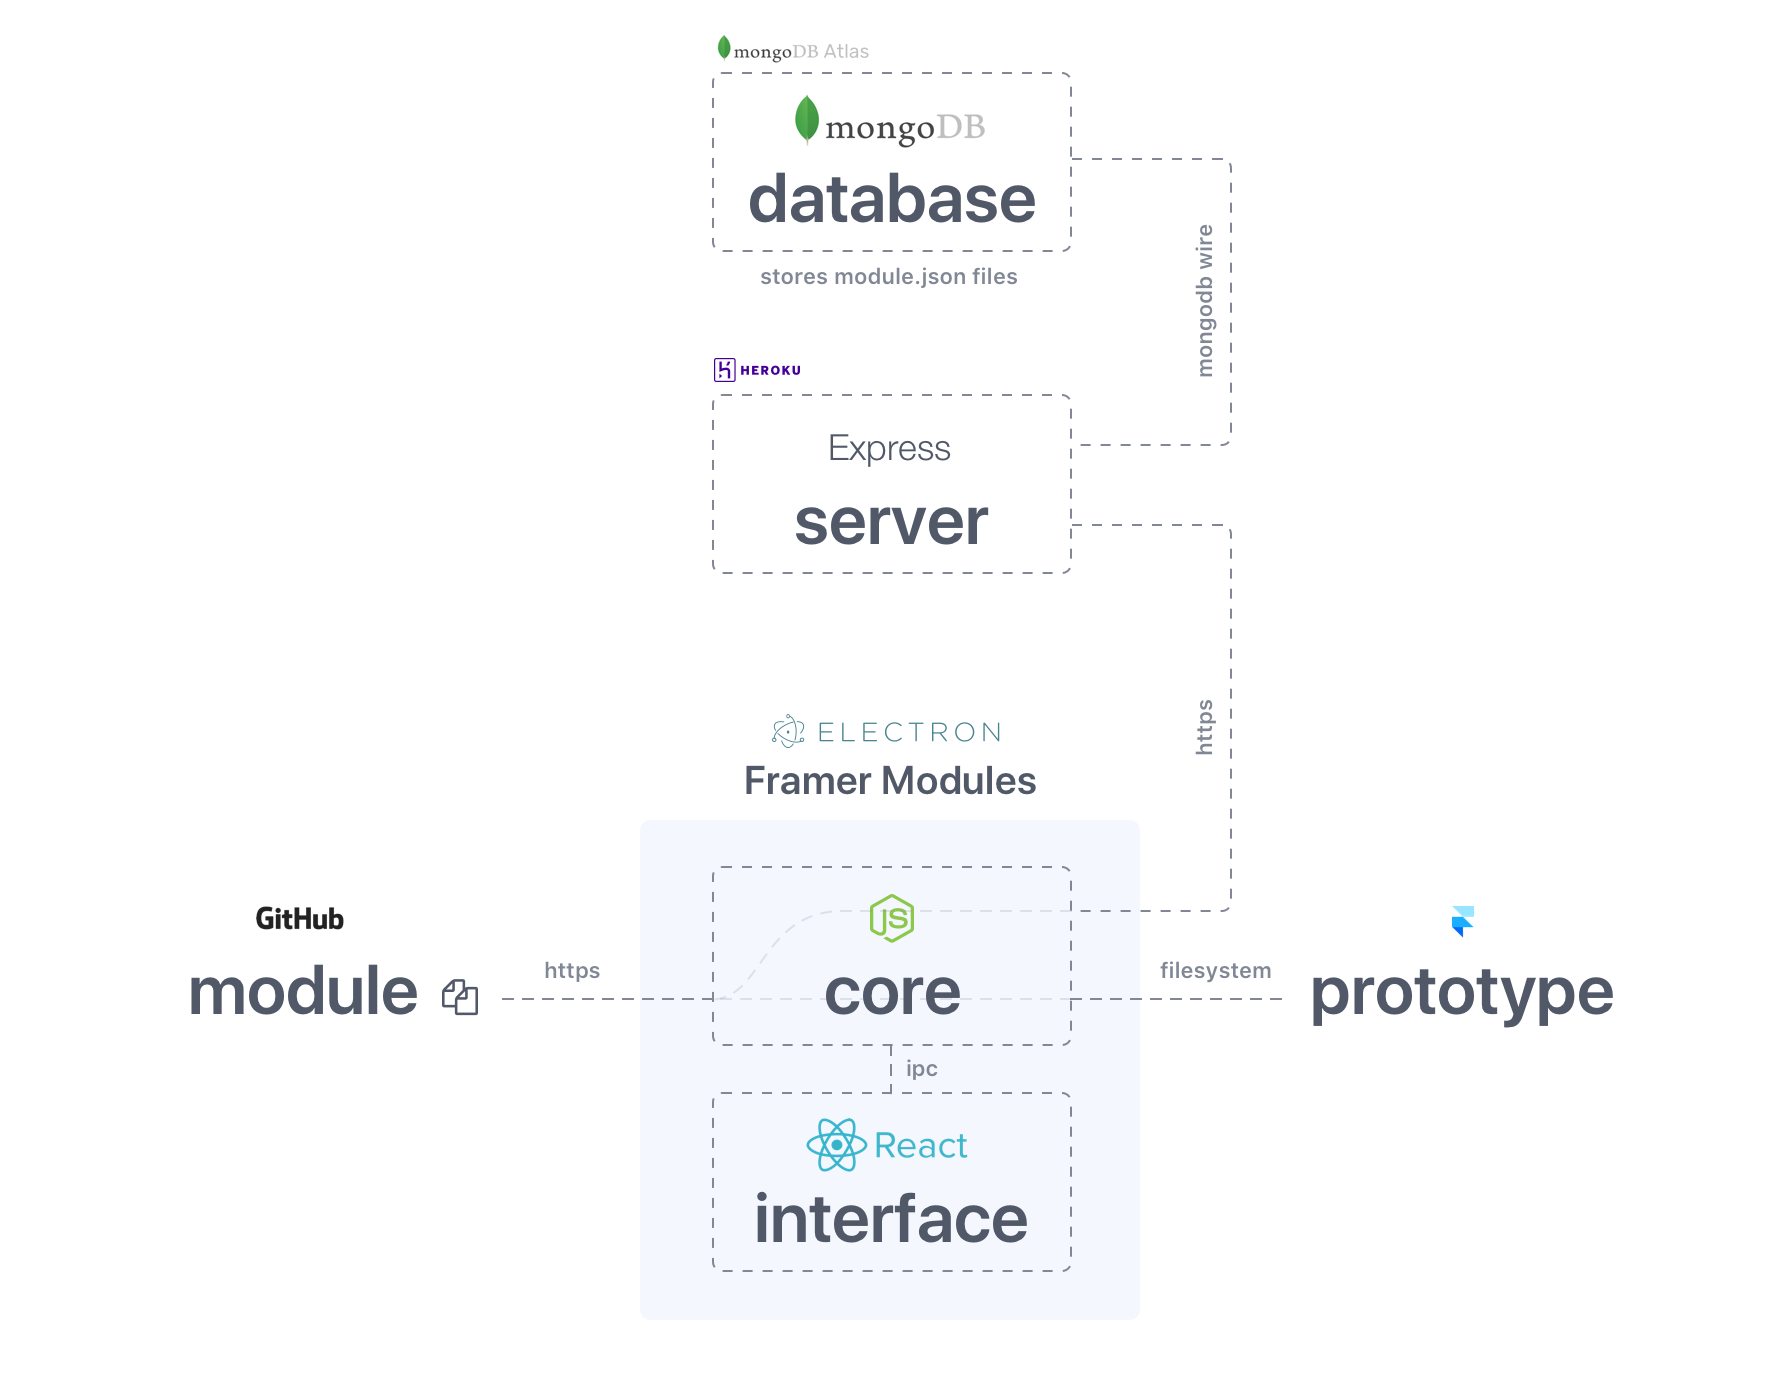 mongoDB Atlas
mongoDB
database
stores module.json files
mongodb wire
HEROKU
Express
server
https
ELECTRON
Framer Modules
GitHub
module
https
JS
core
filesystem
prototype
ipc
React
interface